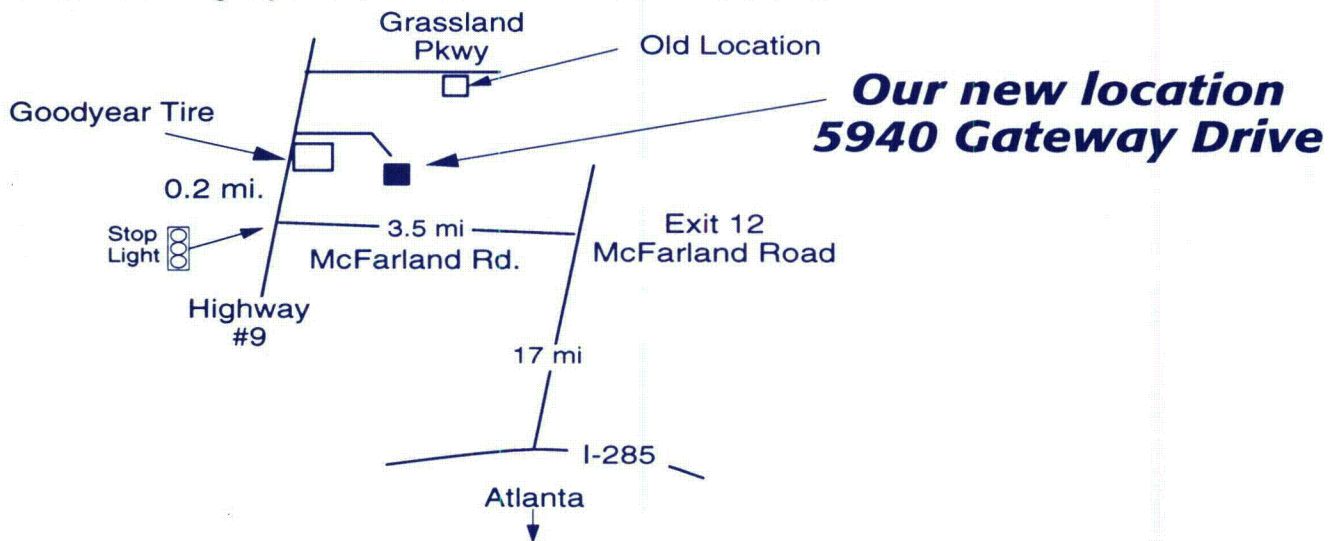 Grassland
Pkwy
Old Location
Our new location
5940 Gateway Drive
Goodyear Tire
0.2 mi.
Stop
Light
3.5 mi
McFarland Rd.
Exit 12
McFarland Road
Highway
#9
17 mi
I-285
Atlanta